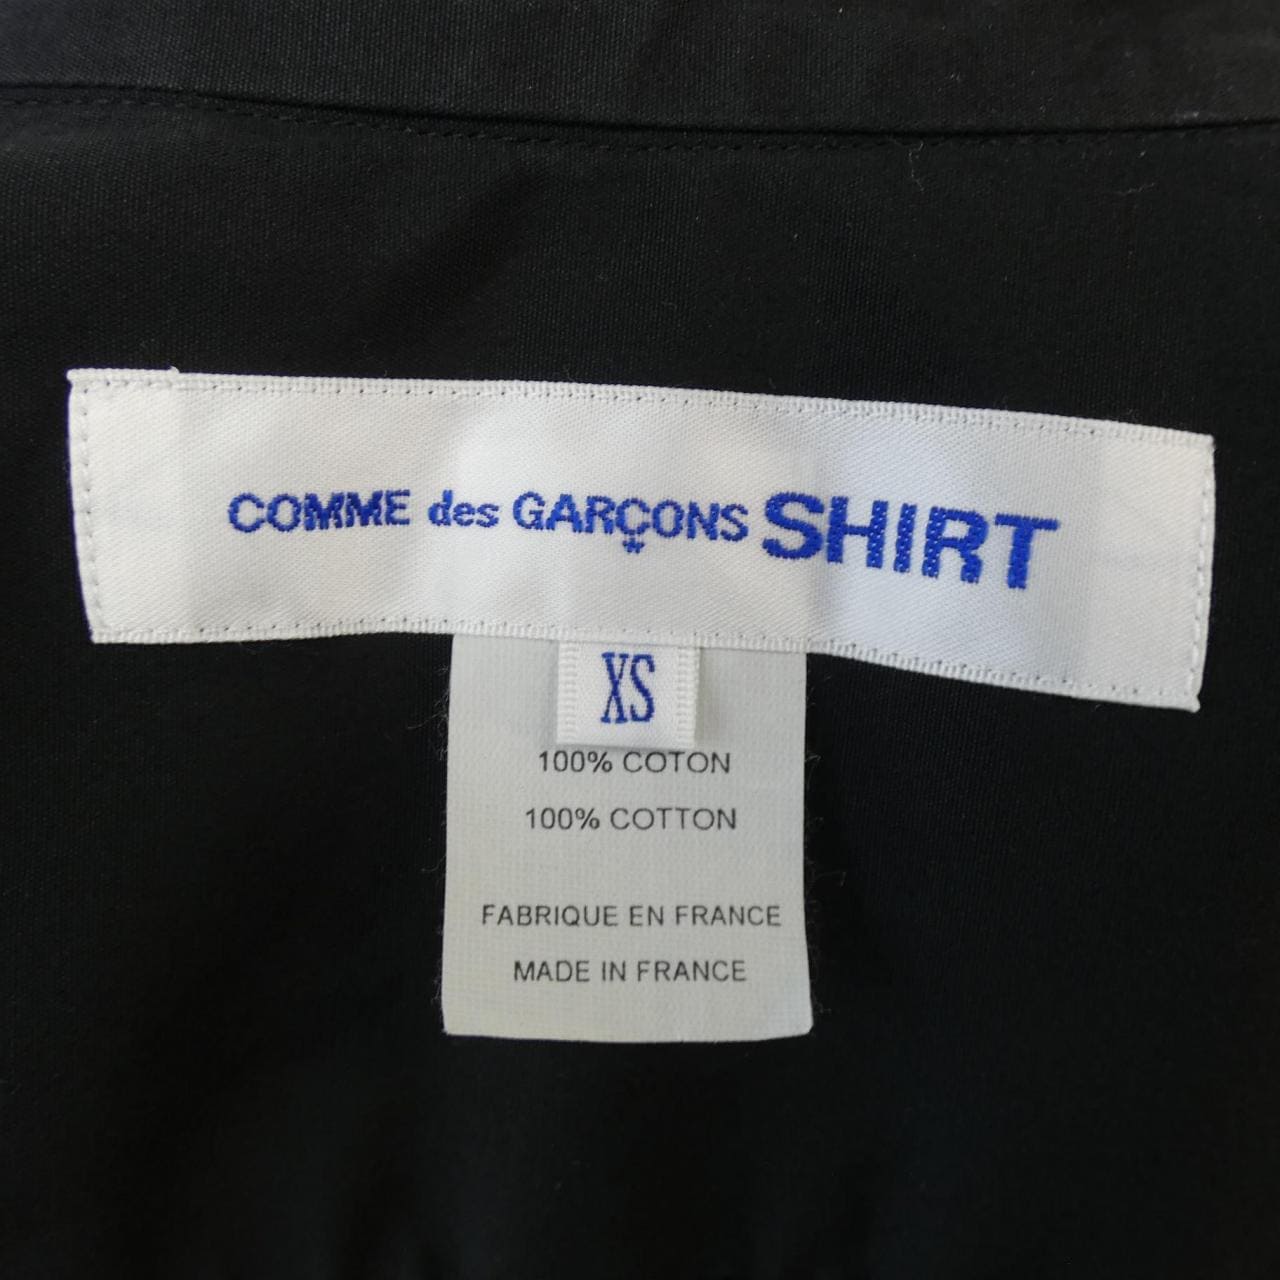 COMME des GARÇONS SHIRT
*
XS
100% COTON
100% COTTON
FABRIQUE EN FRANCE
MADE IN FRANCE